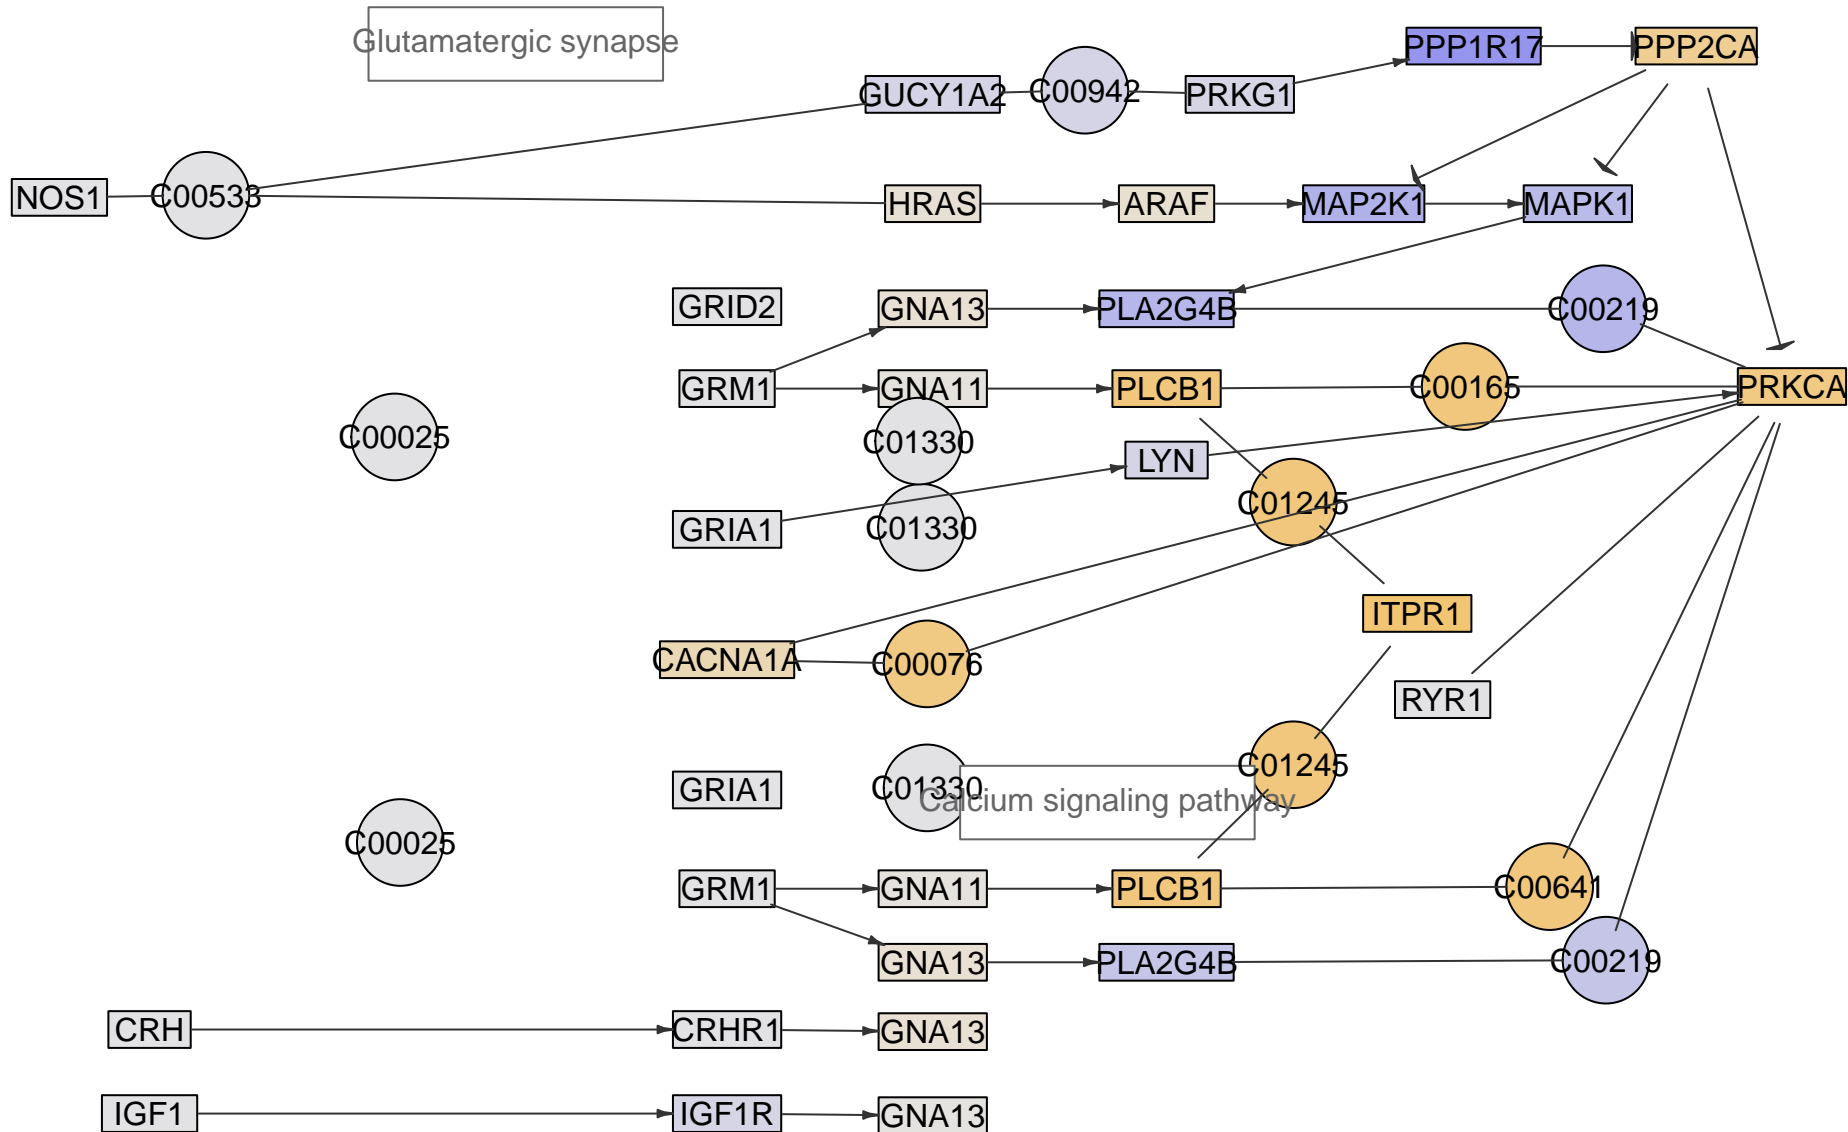 Glutamatergic synapse
PPP1R17
PPP2CA
GUCY1A2
C00942
PRKG1
NOS1
C00533
HRAS
ARAF
MAP2K1
MAPK1
GRID2
GNA13
PLA2G4B
C00219
GRM1
GNA11
PLCB1
C00165
PRKCA
C00025
C01330
LYN
C01245
GRIA1
C01330
ITPR1
CACNA1A
C00076
RYR1
GRIA1
C01330
C01245
Calcium signaling pathway
C00025
GRM1
GNA11
PLCB1
C00641
GNA13
PLA2G4B
C00219
CRH
CRHR1
GNA13
IGF1
IGF1R
GNA13